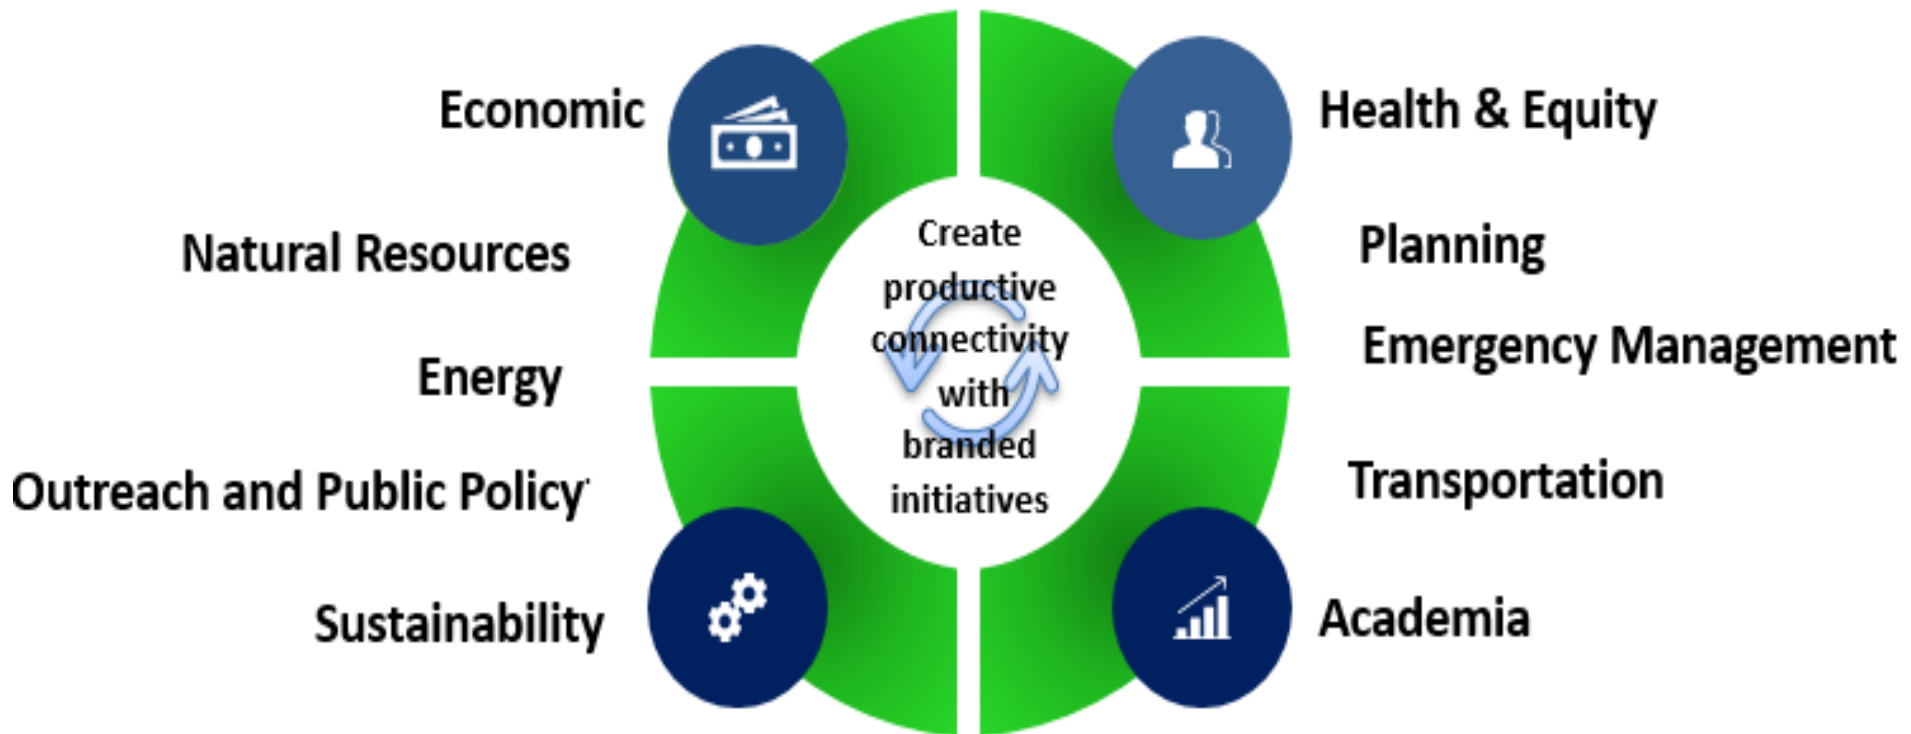 Economic
Natural Resources
Energy
Outreach and Public Policy
Sustainability
Create
productive
connectivity
with
branded
initiatives
Health & Equity
Planning
Emergency Management
Transportation
Academia